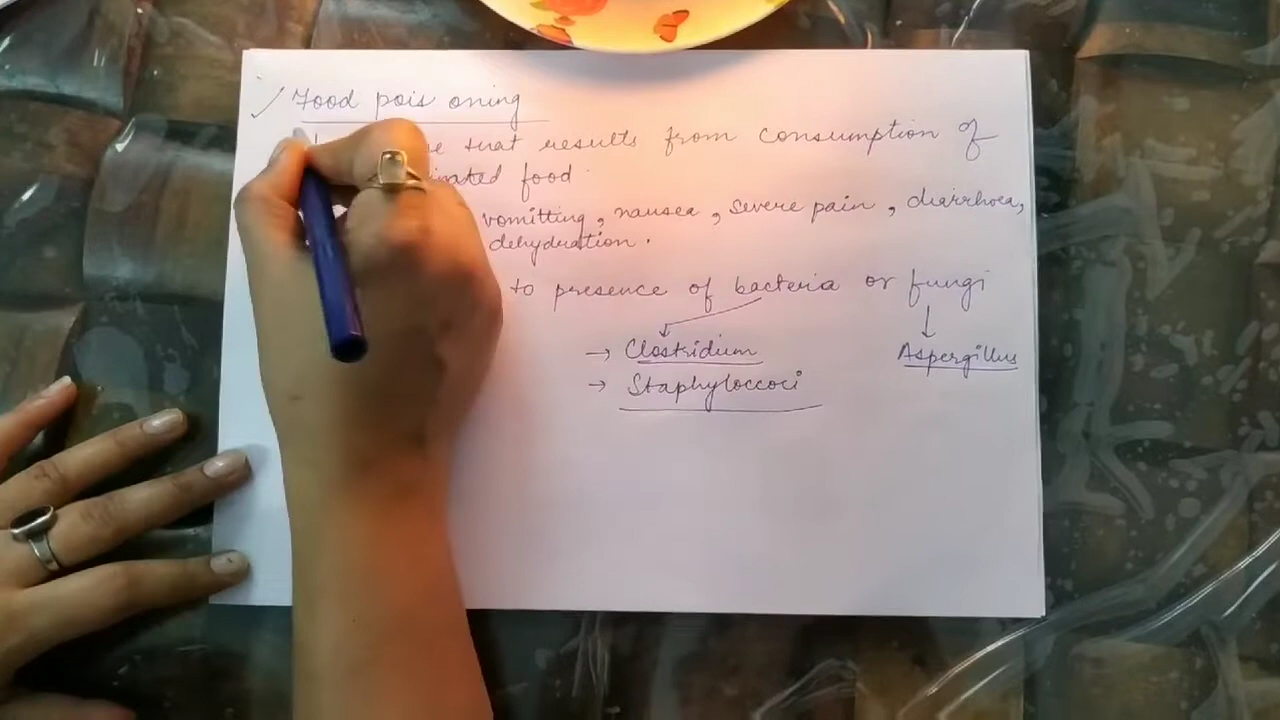 Food pois oning
that results from consumption of
food
vomitting, nausea, severe pain, diarrhoea,
dehydration.
to presence of bacteria or fungi
→ Clostridium
Aspergillus
→ Staphyloccoci